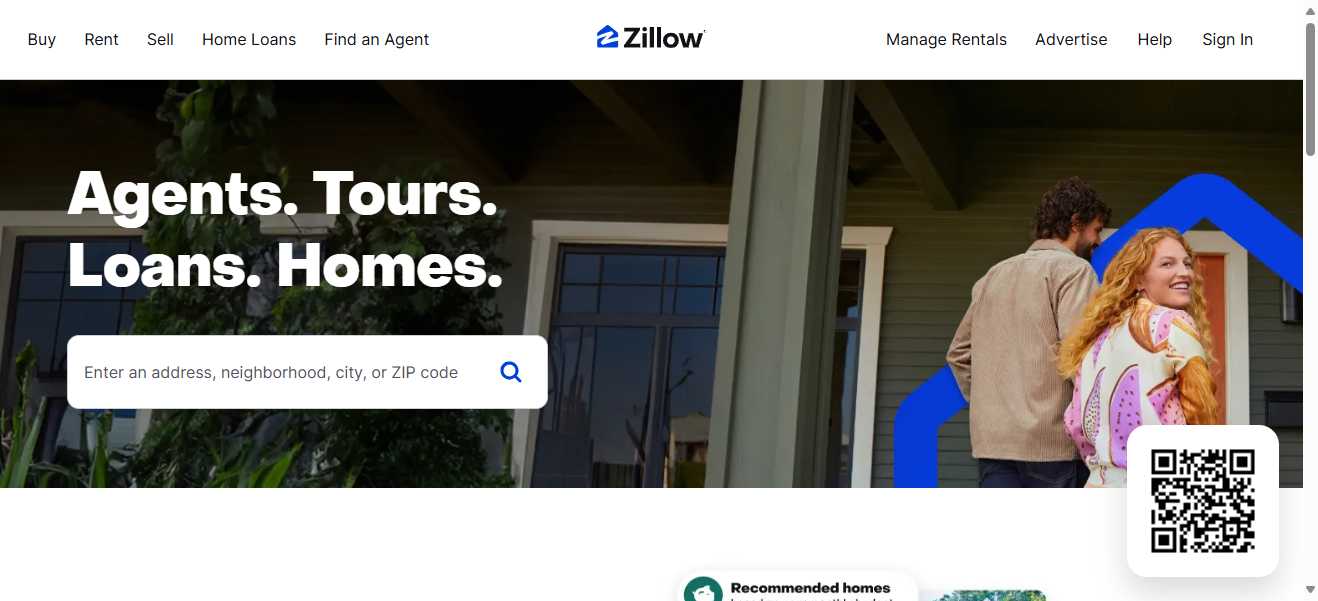 Buy Rent Sell Home Loans Find an Agent Zillow Manage Rentals Advertise Help Sign In
Agents. Tours.
Loans. Homes.
Enter an address, neighborhood, city, or ZIP code
Recommended homes